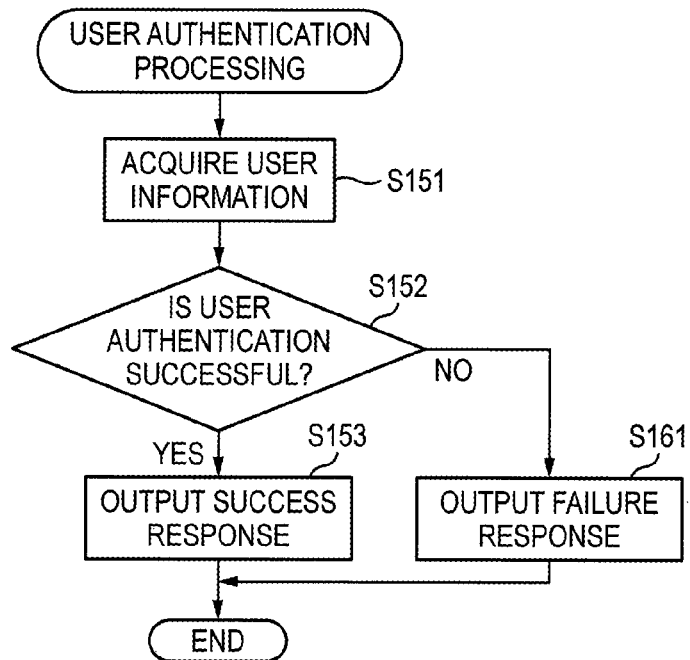 USER AUTHENTICATION
PROCESSING
ACQUIRE USER
INFORMATION
S151
S152
IS USER
AUTHENTICATION
SUCCESSFUL?
NO
YES
S153
S161
OUTPUT SUCCESS
RESPONSE
OUTPUT FAILURE
RESPONSE
END